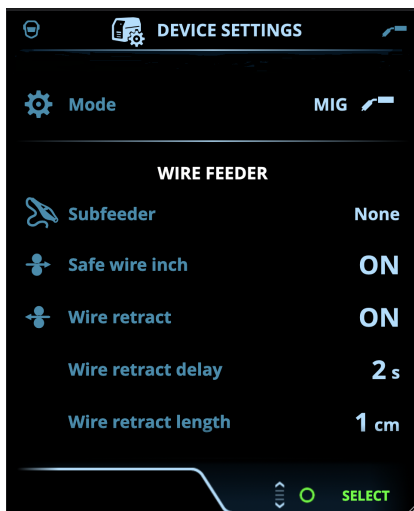 DEVICE SETTINGS
Mode MIG
WIRE FEEDER
Subfeeder None
Safe wire inch ON
Wire retract ON
Wire retract delay 2 s
Wire retract length 1 cm
SELECT